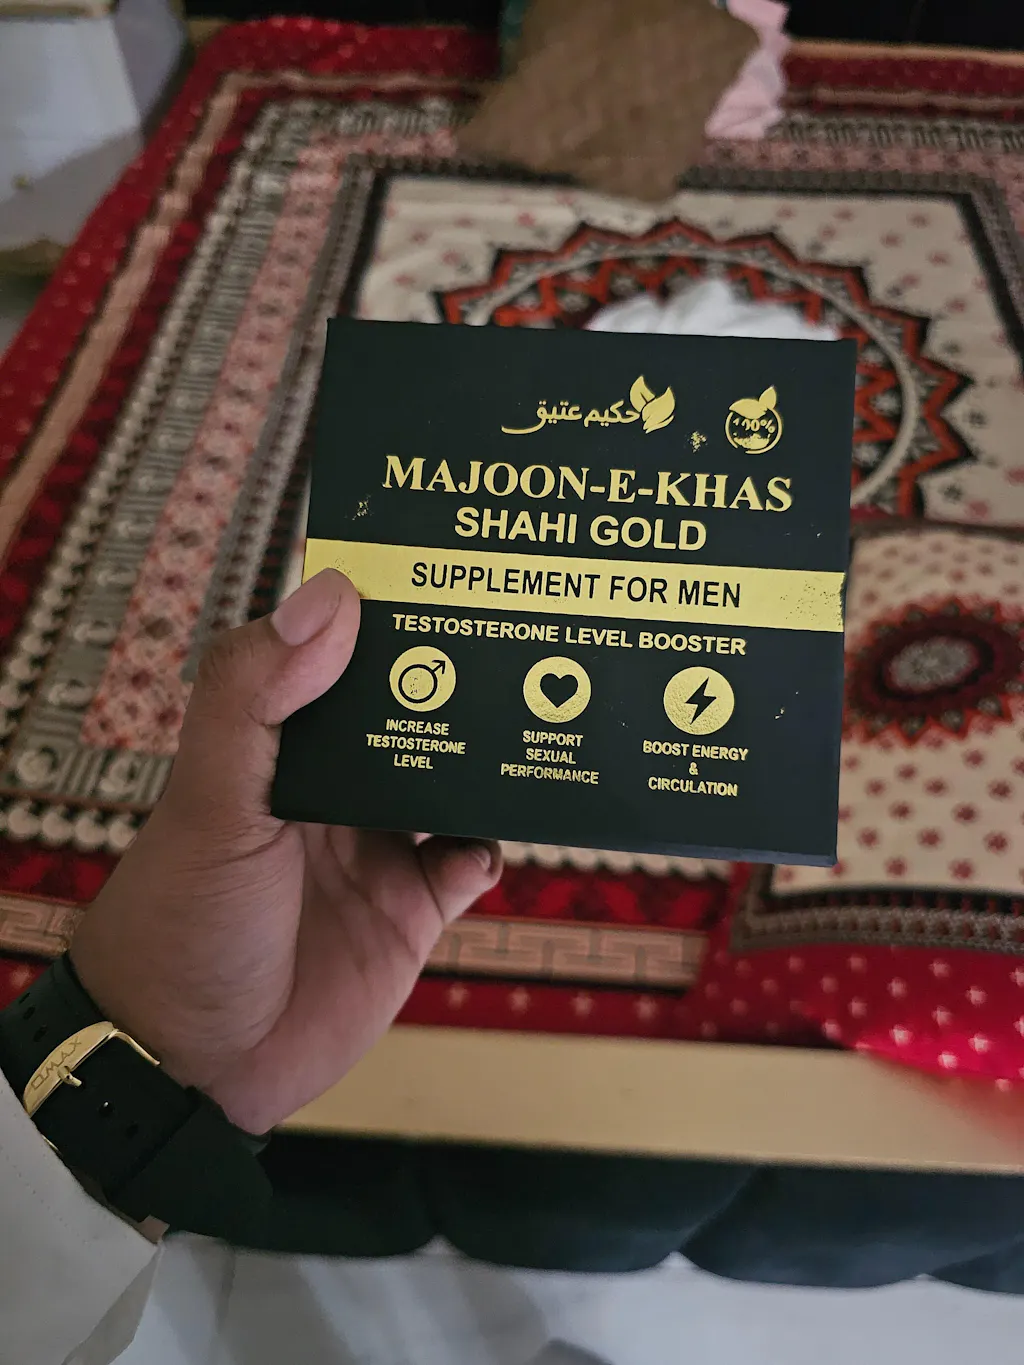 حکیم عتیق
100%
MAJOON-E-KHAS
SHAHI GOLD
SUPPLEMENT FOR MEN
TESTOSTERONE LEVEL BOOSTER
INCREASE
TESTOSTERONE
LEVEL
SUPPORT
SEXUAL
PERFORMANCE
BOOST ENERGY
&
CIRCULATION
OMAX